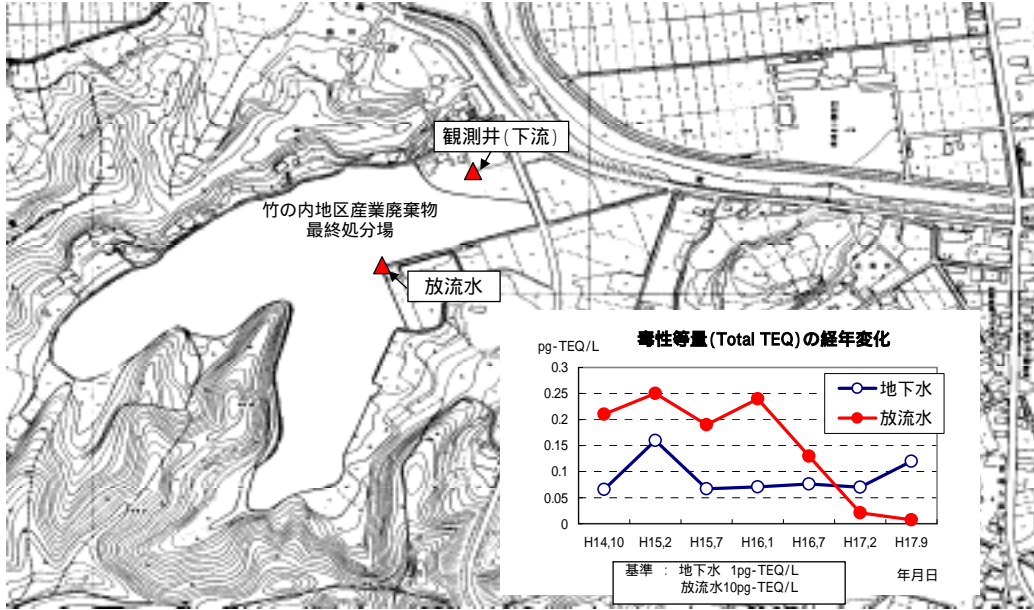 観測井(下流)
竹の内地区産業廃棄物
最終処分場
放流水
毒性等量(Total TEQ)の経年変化
pg-TEQ/L
0.3
0.25
0.2
0.15
0.1
0.05
0
地下水
放流水
H14,10 H15,2 H15,7 H16,1 H16,7 H17,2 H17.9
年月日
基準 : 地下水 1pg-TEQ/L
放流水10pg-TEQ/L